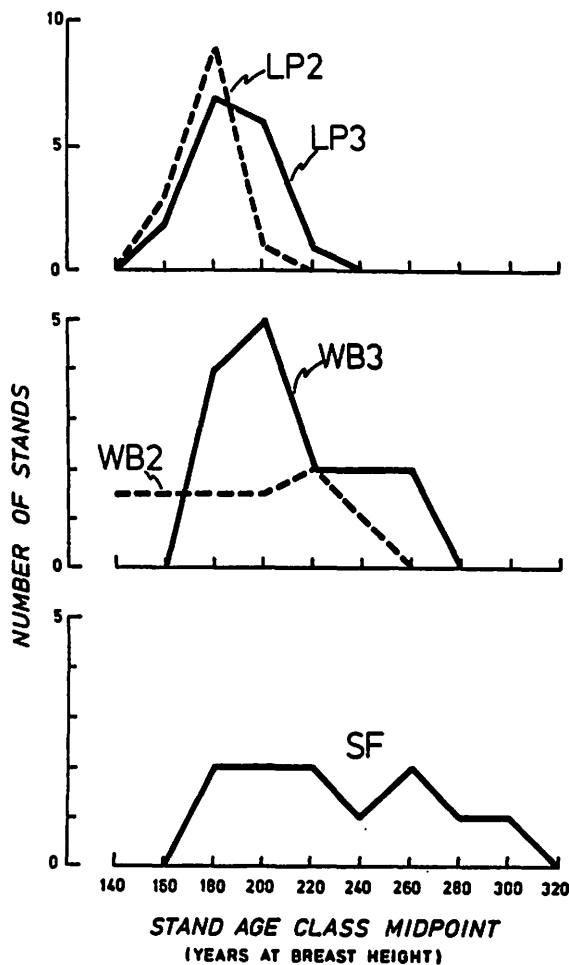 10
LP2
LP3
5
0
5
WB3
WB2
0
NUMBER OF STANDS
5
SF
0
140 160 180 200 220 240 260 280 300 320
STAND AGE CLASS MIDPOINT
(YEARS AT BREAST HEIGHT)